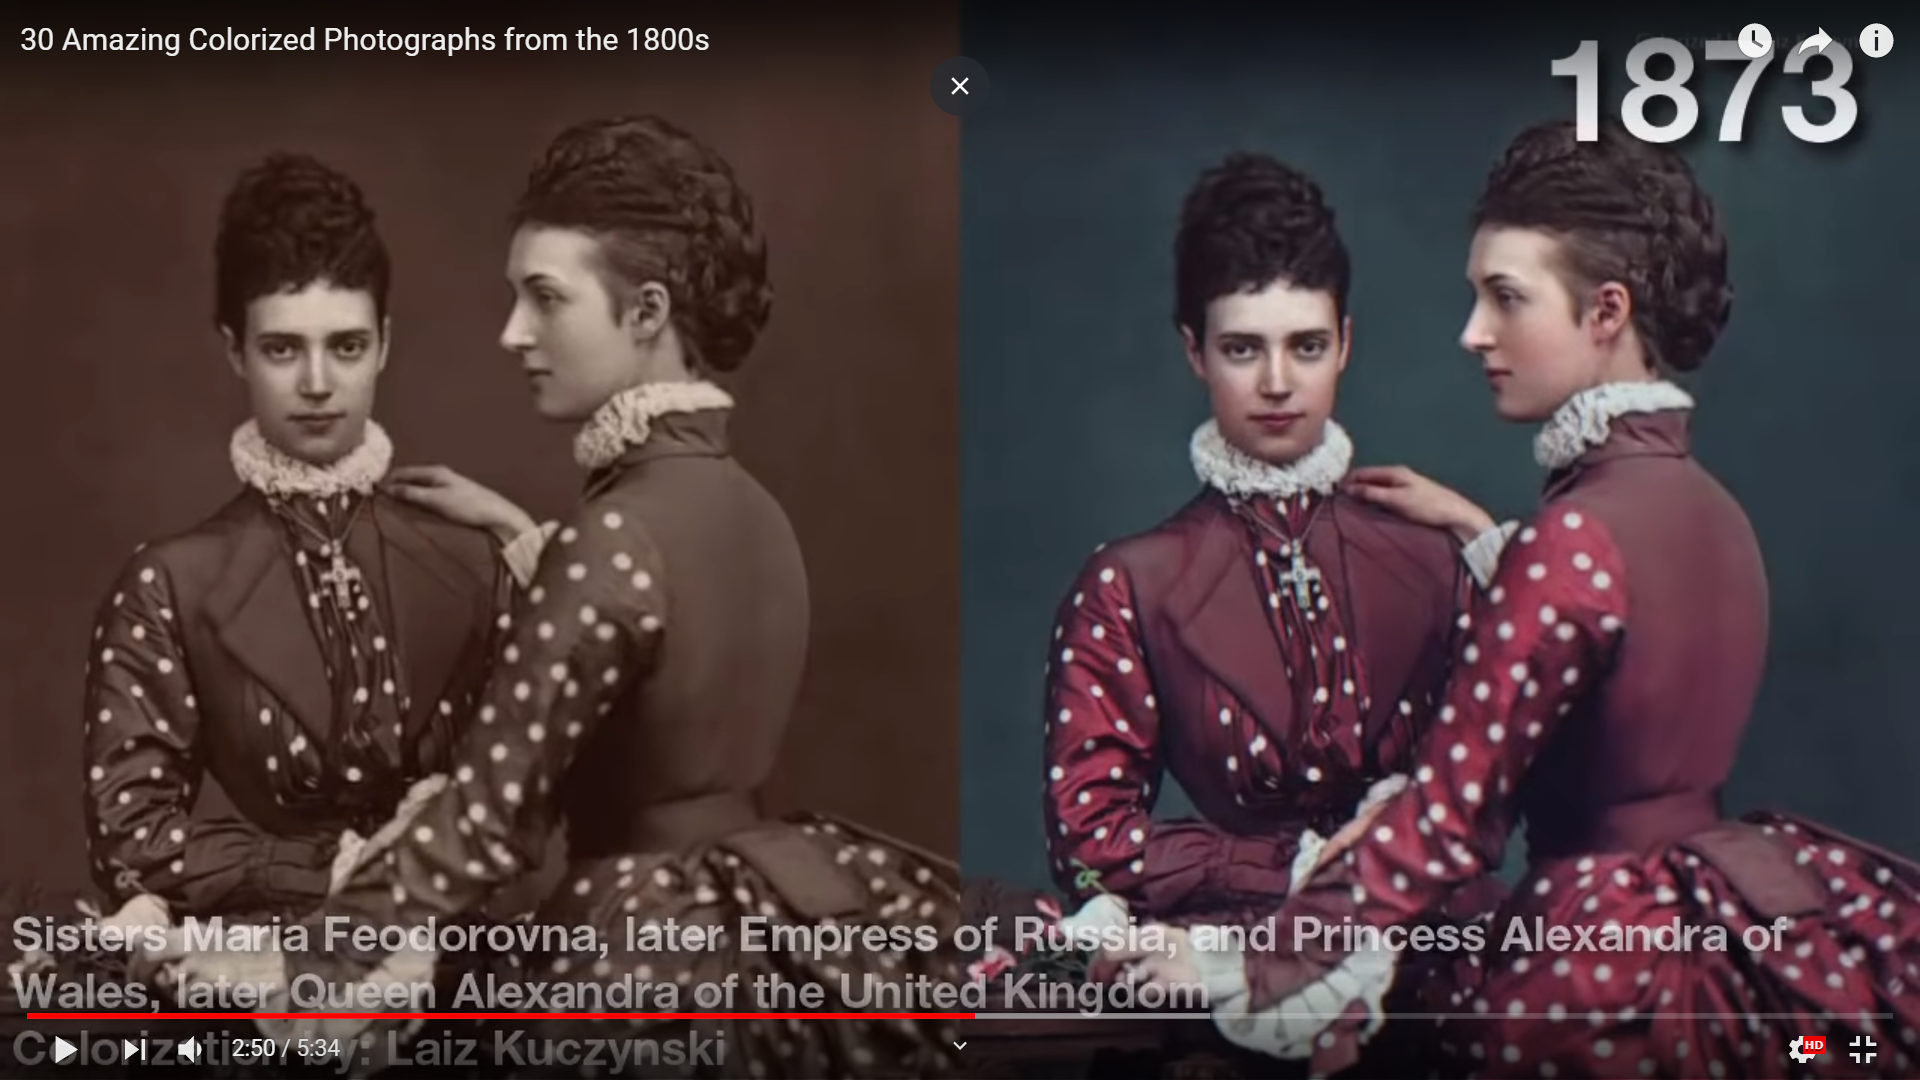 30 Amazing Colorized Photographs from the 1800s
1873
Sisters Maria Feodorovna, later Empress of Russia, and Princess Alexandra of
Wales, later Queen Alexandra of the United Kingdom
Colorization by: Laiz Kuczynski
2:50 / 5:34
HD